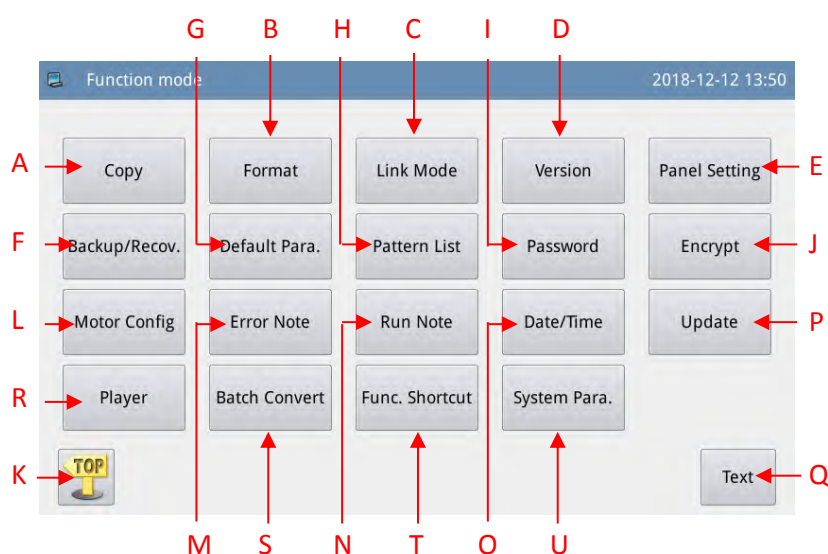 G B H C I D
Function mode 2018-12-12 13:50
A Copy Format Link Mode Version Panel Setting E
F Backup/Recov. Default Para. Pattern List Password Encrypt J
L Motor Config Error Note Run Note Date/Time Update P
R Player Batch Convert Func. Shortcut System Para.
K TOP Text Q
M S N T O U